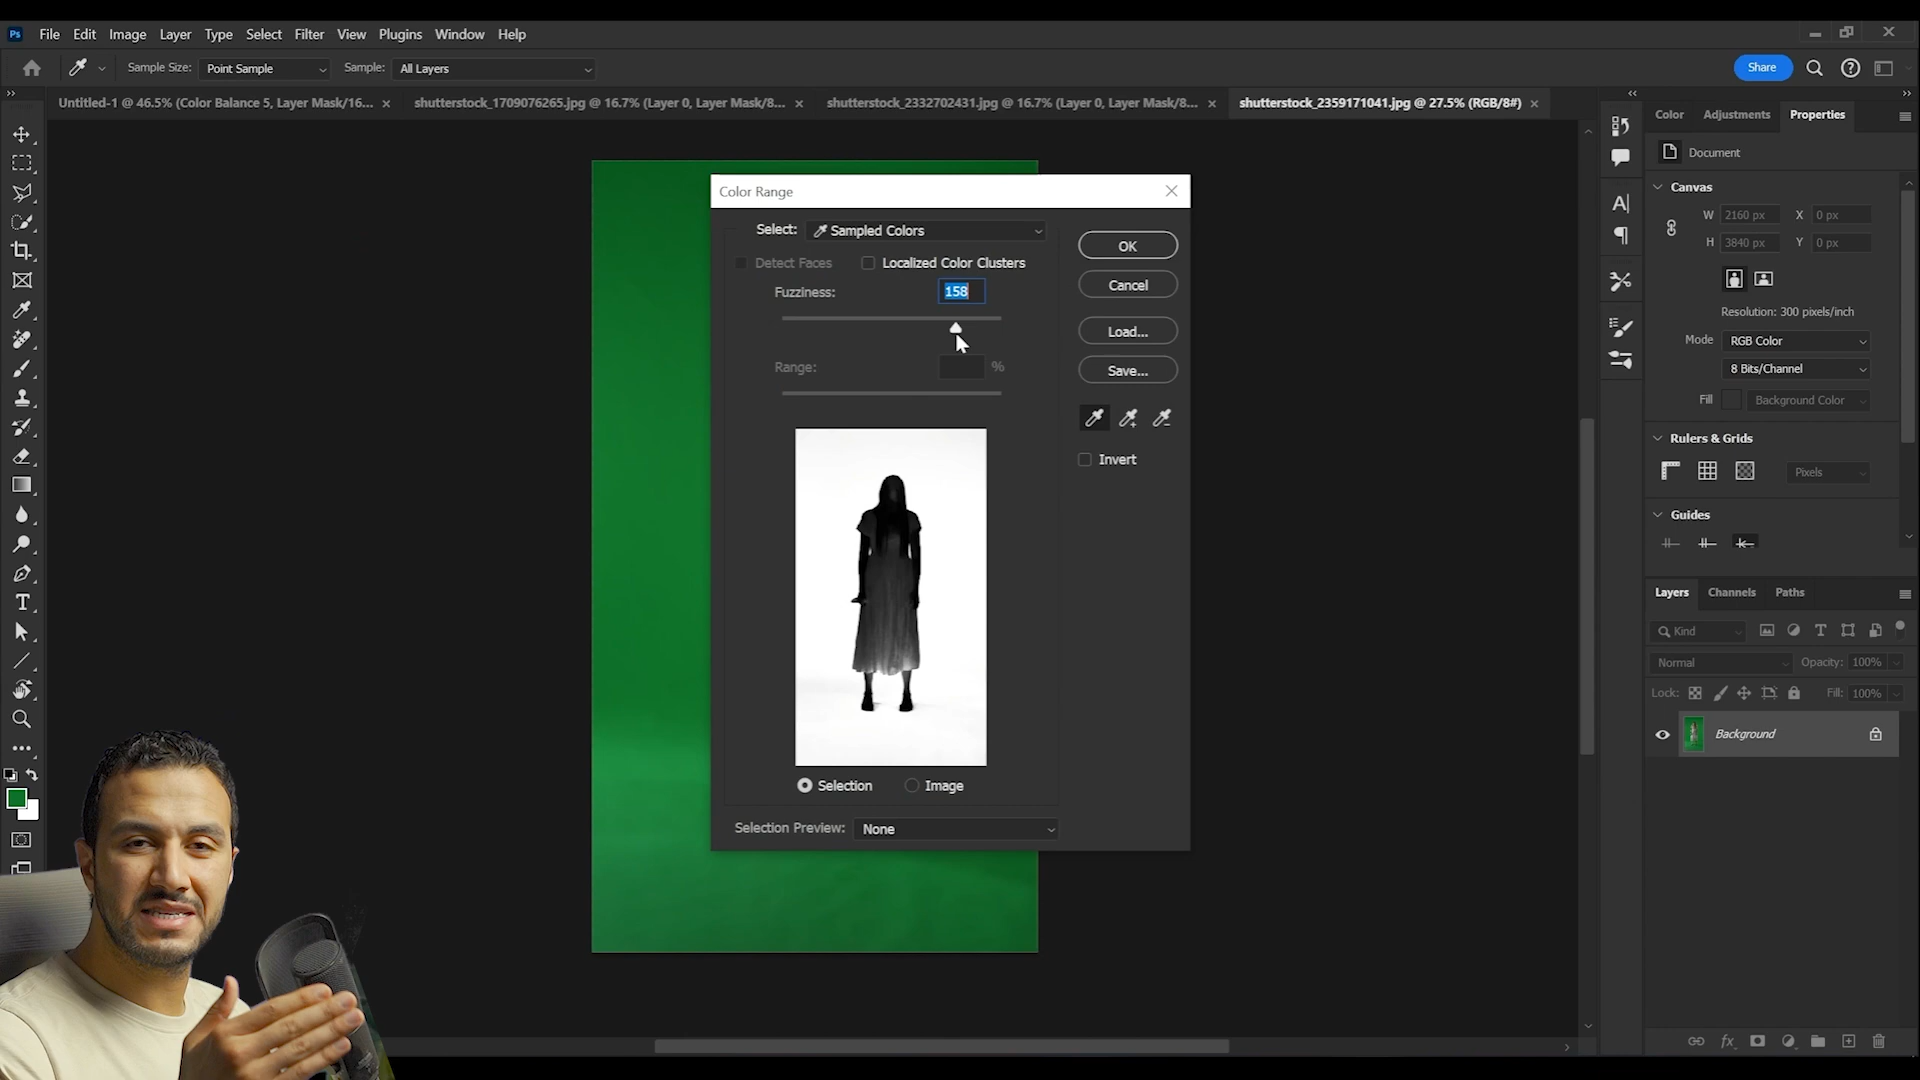 Ps File Edit Image Layer Type Select Filter View Plugins Window Help
Sample Size: Point Sample Sample: All Layers Share
Untitled-1 @ 46.5% (Color Balance 5, Layer Mask/16... shutterstock_1709076265.jpg @ 16.7% (Layer 0, Layer Mask/8... shutterstock_2332702431.jpg @ 16.7% (Layer 0, Layer Mask/8... shutterstock_2359171041.jpg @ 27.5% (RGB/8#)
Color Range
Select: Sampled Colors
Detect Faces Localized Color Clusters
Fuzziness: 158
Range: %
OK
Cancel
Load...
Save...
Invert
Selection Image
Selection Preview: None
Color Adjustments Properties
Document
Canvas
W 2160 px X 0 px
H 3840 px Y 0 px
Resolution: 300 pixels/inch
Mode RGB Color
8 Bits/Channel
Fill Background Color
Rulers & Grids
Pixels
Guides
Layers Channels Paths
Kind
Normal Opacity: 100%
Lock: Fill: 100%
Background
fx